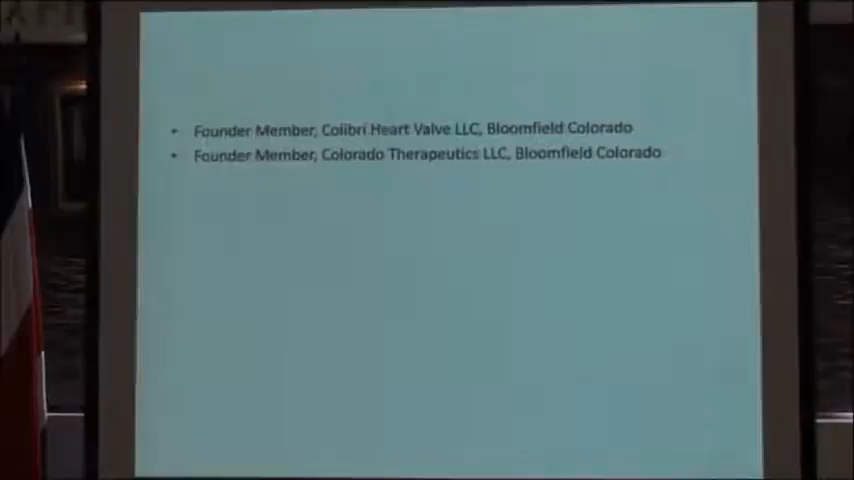 • Founder Member, Colibri Heart Valve LLC, Bloomfield Colorado
• Founder Member, Colorado Therapeutics LLC, Bloomfield Colorado